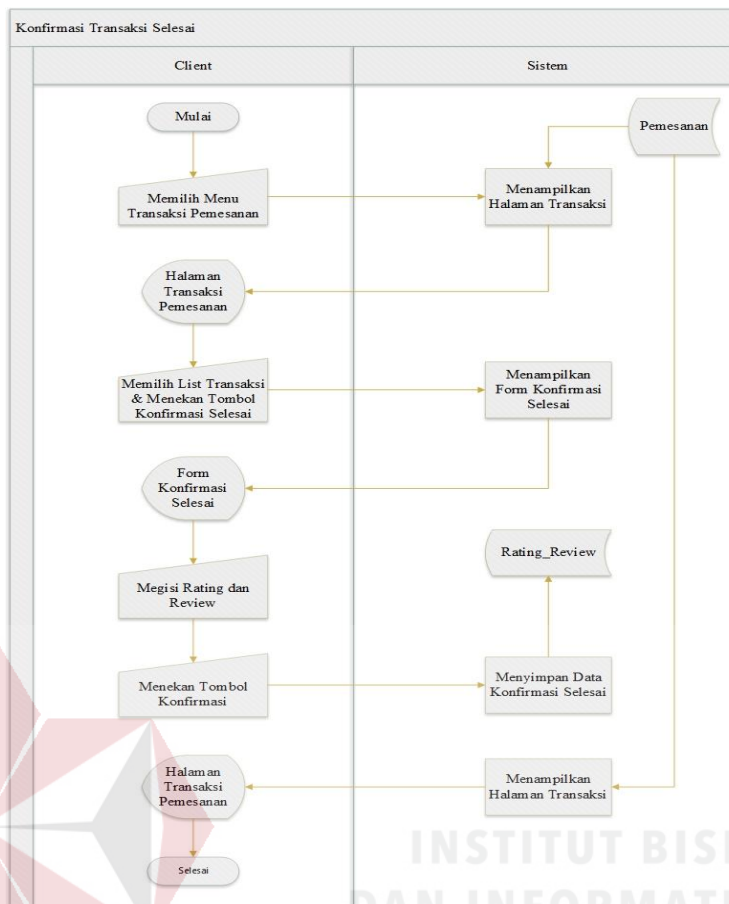 Konfirmasi Transaksi Selesai
Client
Sistem
Mulai
Pemesanan
Memilih Menu
Transaksi Pemesanan
Menampilkan
Halaman Transaksi
Halaman
Transaksi
Pemesanan
Memilih List Transaksi
& Menekan Tombol
Konfirmasi Selesai
Menampilkan
Form Konfirmasi
Selesai
Form
Konfirmasi
Selesai
Rating_Review
Megisi Rating dan
Review
Menekan Tombol
Konfirmasi
Menyimpan Data
Konfirmasi Selesai
Halaman
Transaksi
Pemesanan
Menampilkan
Halaman Transaksi
Selesai
INSTITUT BISI
DAN INFORMATI